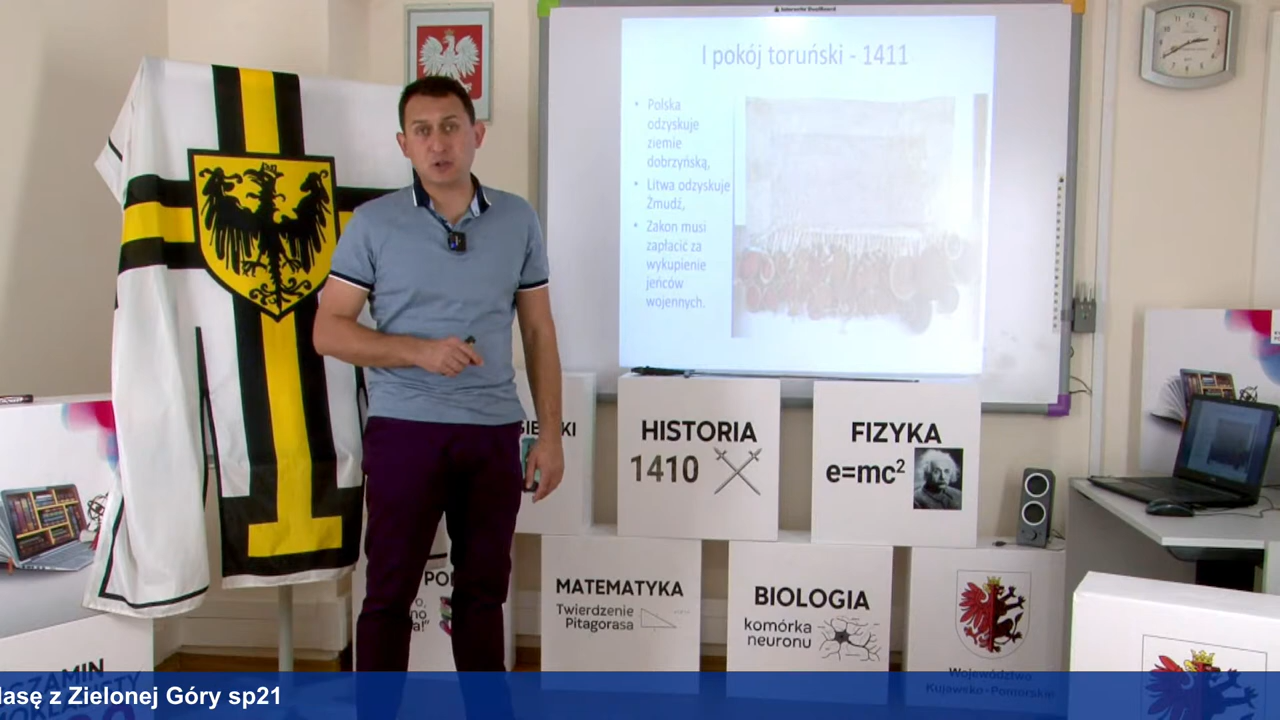 I pokój toruński - 1411
• Polska
odzyskuje
ziemie
dobrzyńską,
• Litwa odzyskuje
Żmudź,
• Zakon musi
zapłacić za
wykupienie
jeńców
wojennych.
HISTORIA
1410
FIZYKA
e=mc²
MATEMATYKA
Twierdzenie
Pitagorasa
BIOLOGIA
komórka
neuronu
Województwo
Kujawsko-Pomorskie
lasę z Zielonej Góry sp21